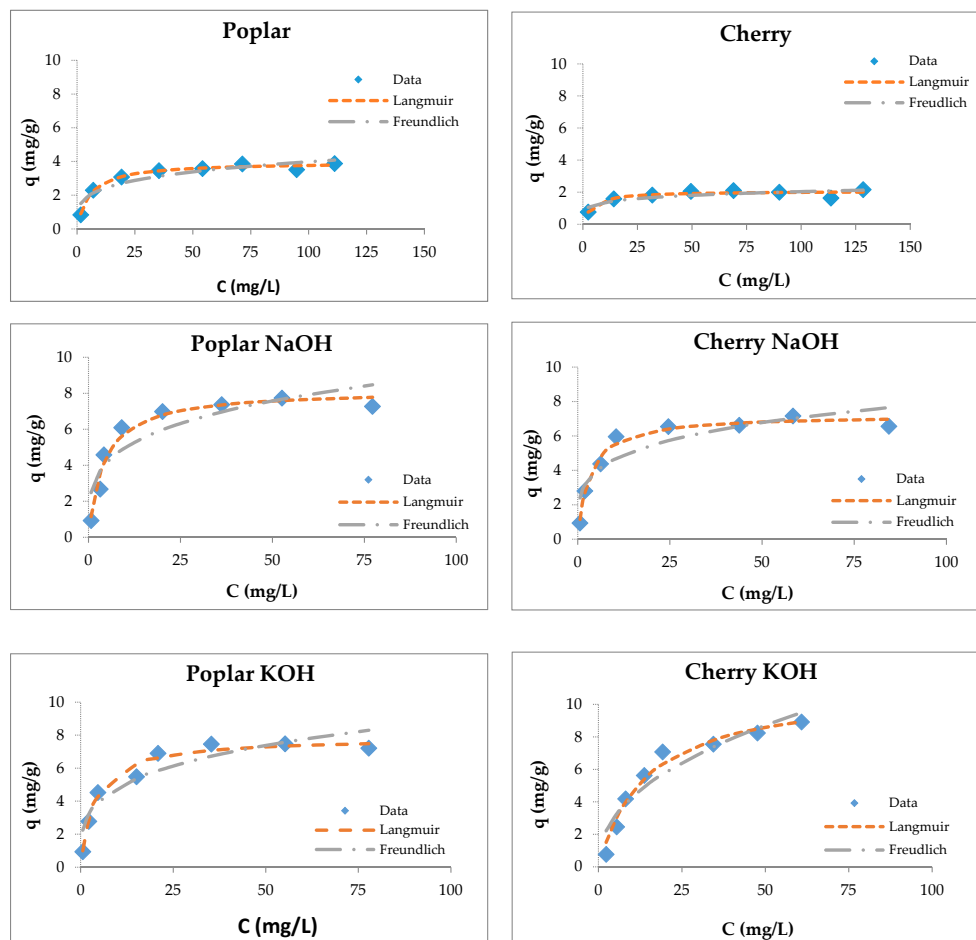 Poplar
10
8
6
4
2
0
q (mg/g)
0 25 50 75 100 125 150
C (mg/L)
Data
Langmuir
Freundlich
Cherry
10
8
6
4
2
0
q (mg/g)
0 25 50 75 100 125 150
C (mg/L)
Data
Langmuir
Freudlich
Poplar NaOH
10
8
6
4
2
0
q (mg/g)
0 25 50 75 100
C (mg/L)
Data
Langmuir
Freundlich
Cherry NaOH
10
8
6
4
2
0
q (mg/g)
0 25 50 75 100
C (mg/L)
Data
Langmuir
Freudlich
Poplar KOH
10
8
6
4
2
0
q (mg/g)
0 25 50 75 100
C (mg/L)
Data
Langmuir
Freundlich
Cherry KOH
10
8
6
4
2
0
q (mg/g)
0 25 50 75 100
C (mg/L)
Data
Langmuir
Freudlich